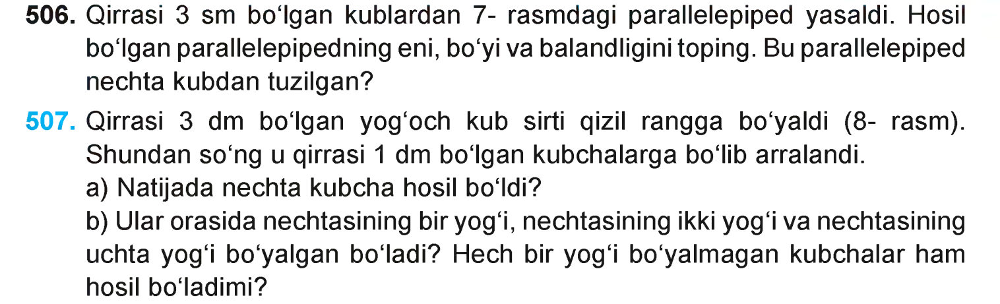 506. Qirrasi 3 sm bo‘lgan kublardan 7- rasmdagi parallelepiped yasaldi. Hosil
bo‘lgan parallelepipedning eni, bo‘yi va balandligini toping. Bu parallelepiped
nechta kubdan tuzilgan?
507. Qirrasi 3 dm bo‘lgan yog‘och kub sirti qizil rangga bo‘yaldi (8- rasm).
Shundan so‘ng u qirrasi 1 dm bo‘lgan kubchalarga bo‘lib arralandi.
a) Natijada nechta kubcha hosil bo‘ldi?
b) Ular orasida nechtasining bir yog‘i, nechtasining ikki yog‘i va nechtasining
uchta yog‘i bo‘yalgan bo‘ladi? Hech bir yog‘i bo‘yalmagan kubchalar ham
hosil bo‘ladimi?